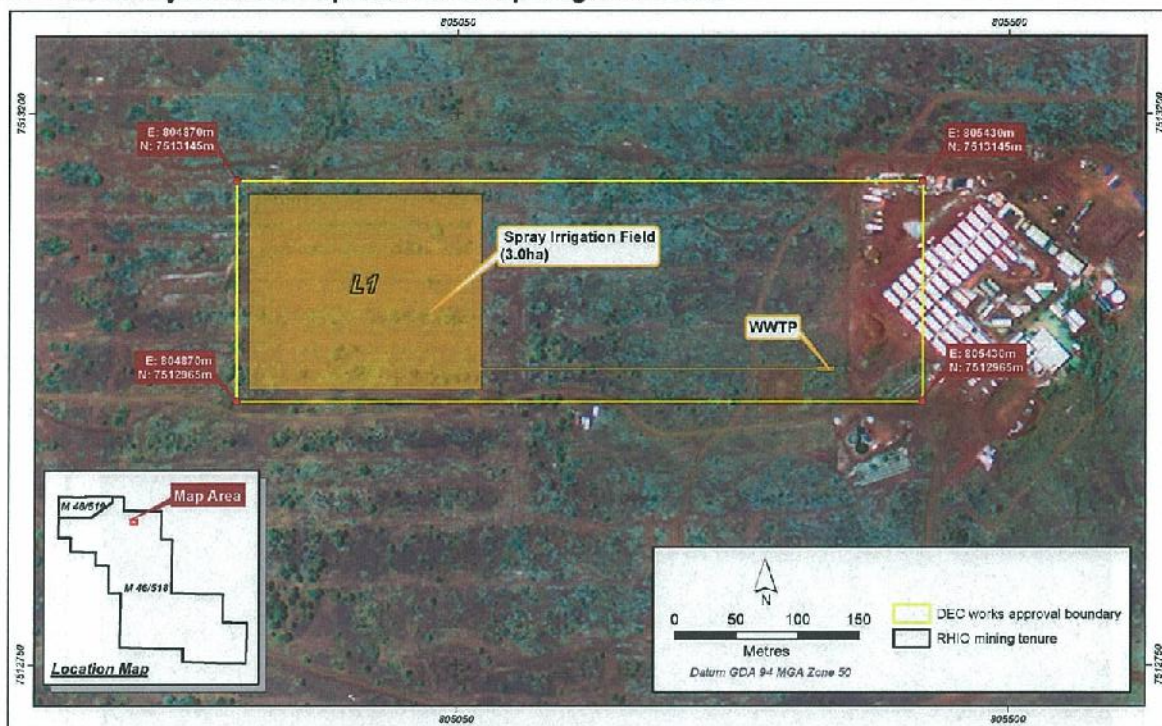 805050
805500
7513200
7513200
E: 804870m
N: 7513145m
E: 805430m
N: 7513145m
Spray Irrigation Field
(3.0ha)
L1
WWTP
E: 804870m
N: 7512965m
E: 805430m
N: 7512965m
Map Area
M 46/519
M 46/518
Location Map
N
0 50 100 150
Metres
Datum GDA 94 MGA Zone 50
DEC works approval boundary
RHIO mining tenure
7512750
7512750
805050
805500